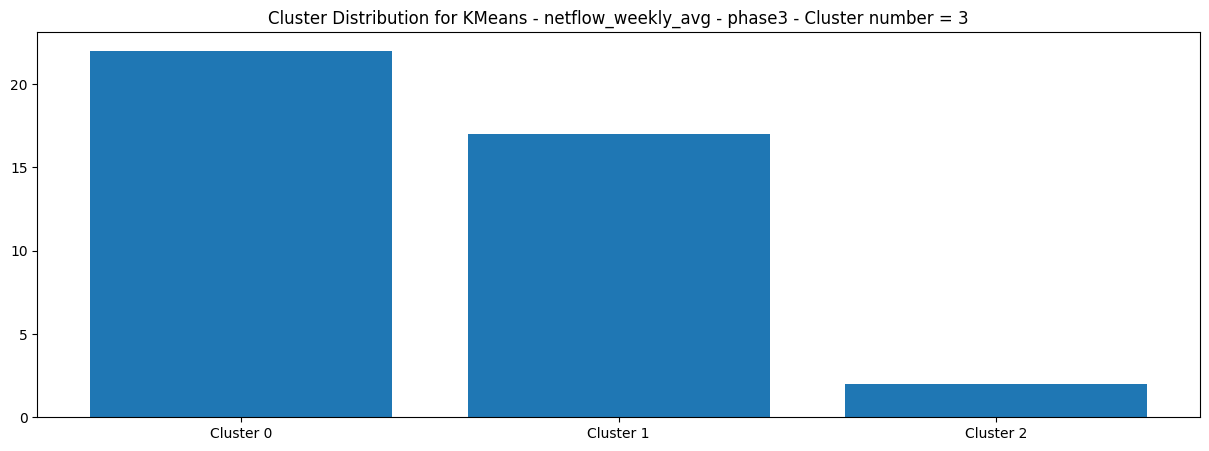 Cluster Distribution for KMeans - netflow_weekly_avg - phase3 - Cluster number = 3
20
15
10
5
0
Cluster 0 Cluster 1 Cluster 2